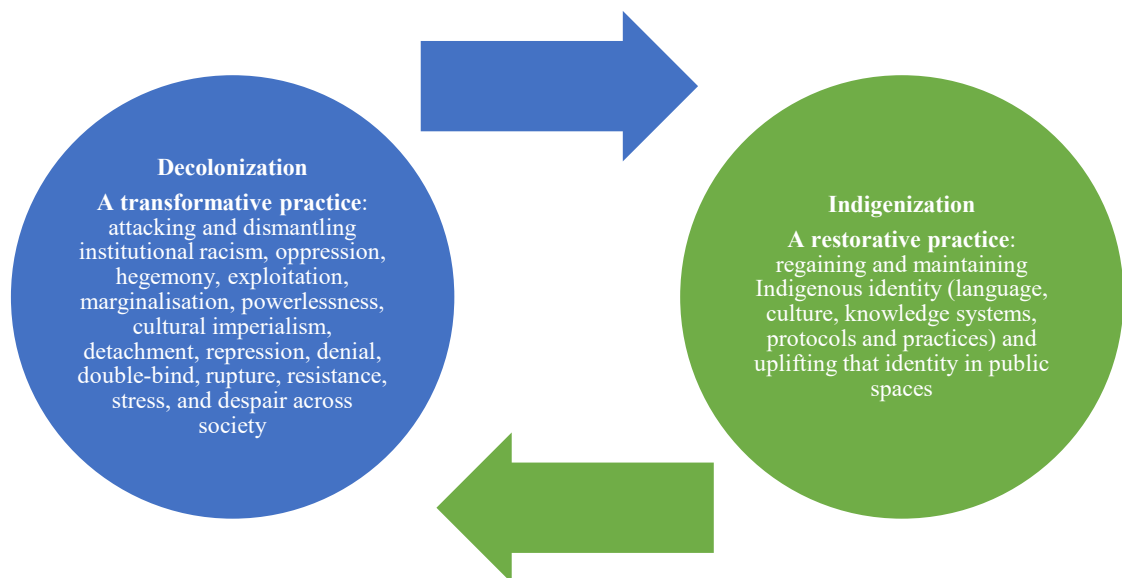 Decolonization
A transformative practice:
attacking and dismantling
institutional racism, oppression,
hegemony, exploitation,
marginalisation, powerlessness,
cultural imperialism,
detachment, repression, denial,
double-bind, rupture, resistance,
stress, and despair across
society
Indigenization
A restorative practice:
regaining and maintaining
Indigenous identity (language,
culture, knowledge systems,
protocols and practices) and
uplifting that identity in public
spaces